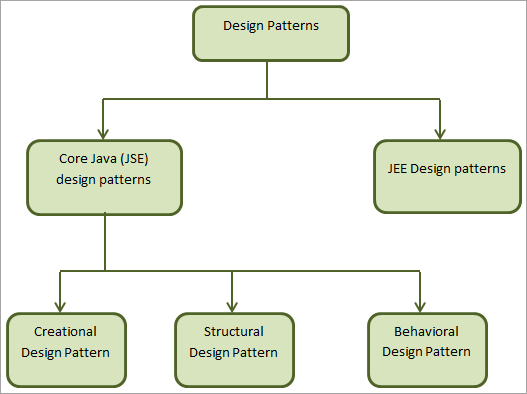 Design Patterns
Core Java (JSE)
design patterns
JEE Design patterns
Creational
Design Pattern
Structural
Design Pattern
Behavioral
Design Pattern